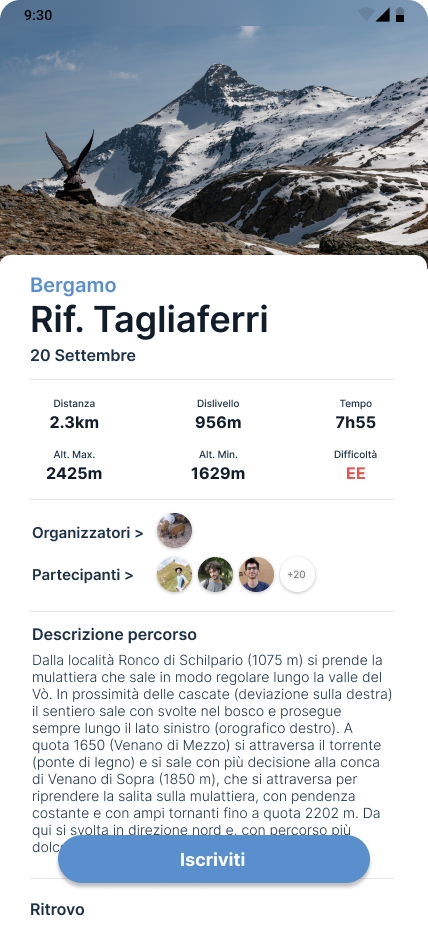 9:30
Bergamo
Rif. Tagliaferri
20 Settembre
Distanza Dislivello Tempo
2.3km 956m 7h55
Alt. Max. Alt. Min. Difficoltà
2425m 1629m EE
Organizzatori >
Partecipanti > +20
Descrizione percorso
Dalla località Ronco di Schilpario (1075 m) si prende la
mulattiera che sale in modo regolare lungo la valle del
Vò. In prossimità delle cascate (deviazione sulla destra)
il sentiero sale con svolte nel bosco e prosegue
sempre lungo il lato sinistro (orografico destro). A
quota 1650 (Venano di Mezzo) si attraversa il torrente
(ponte di legno) e si sale con più decisione alla conca
di Venano di Sopra (1850 m), che si attraversa per
riprendere la salita sulla mulattiera, con pendenza
costante e con ampi tornanti fino a quota 2202 m. Da
qui si svolta in direzione nord e, con percorso più
Iscriviti
Ritrovo